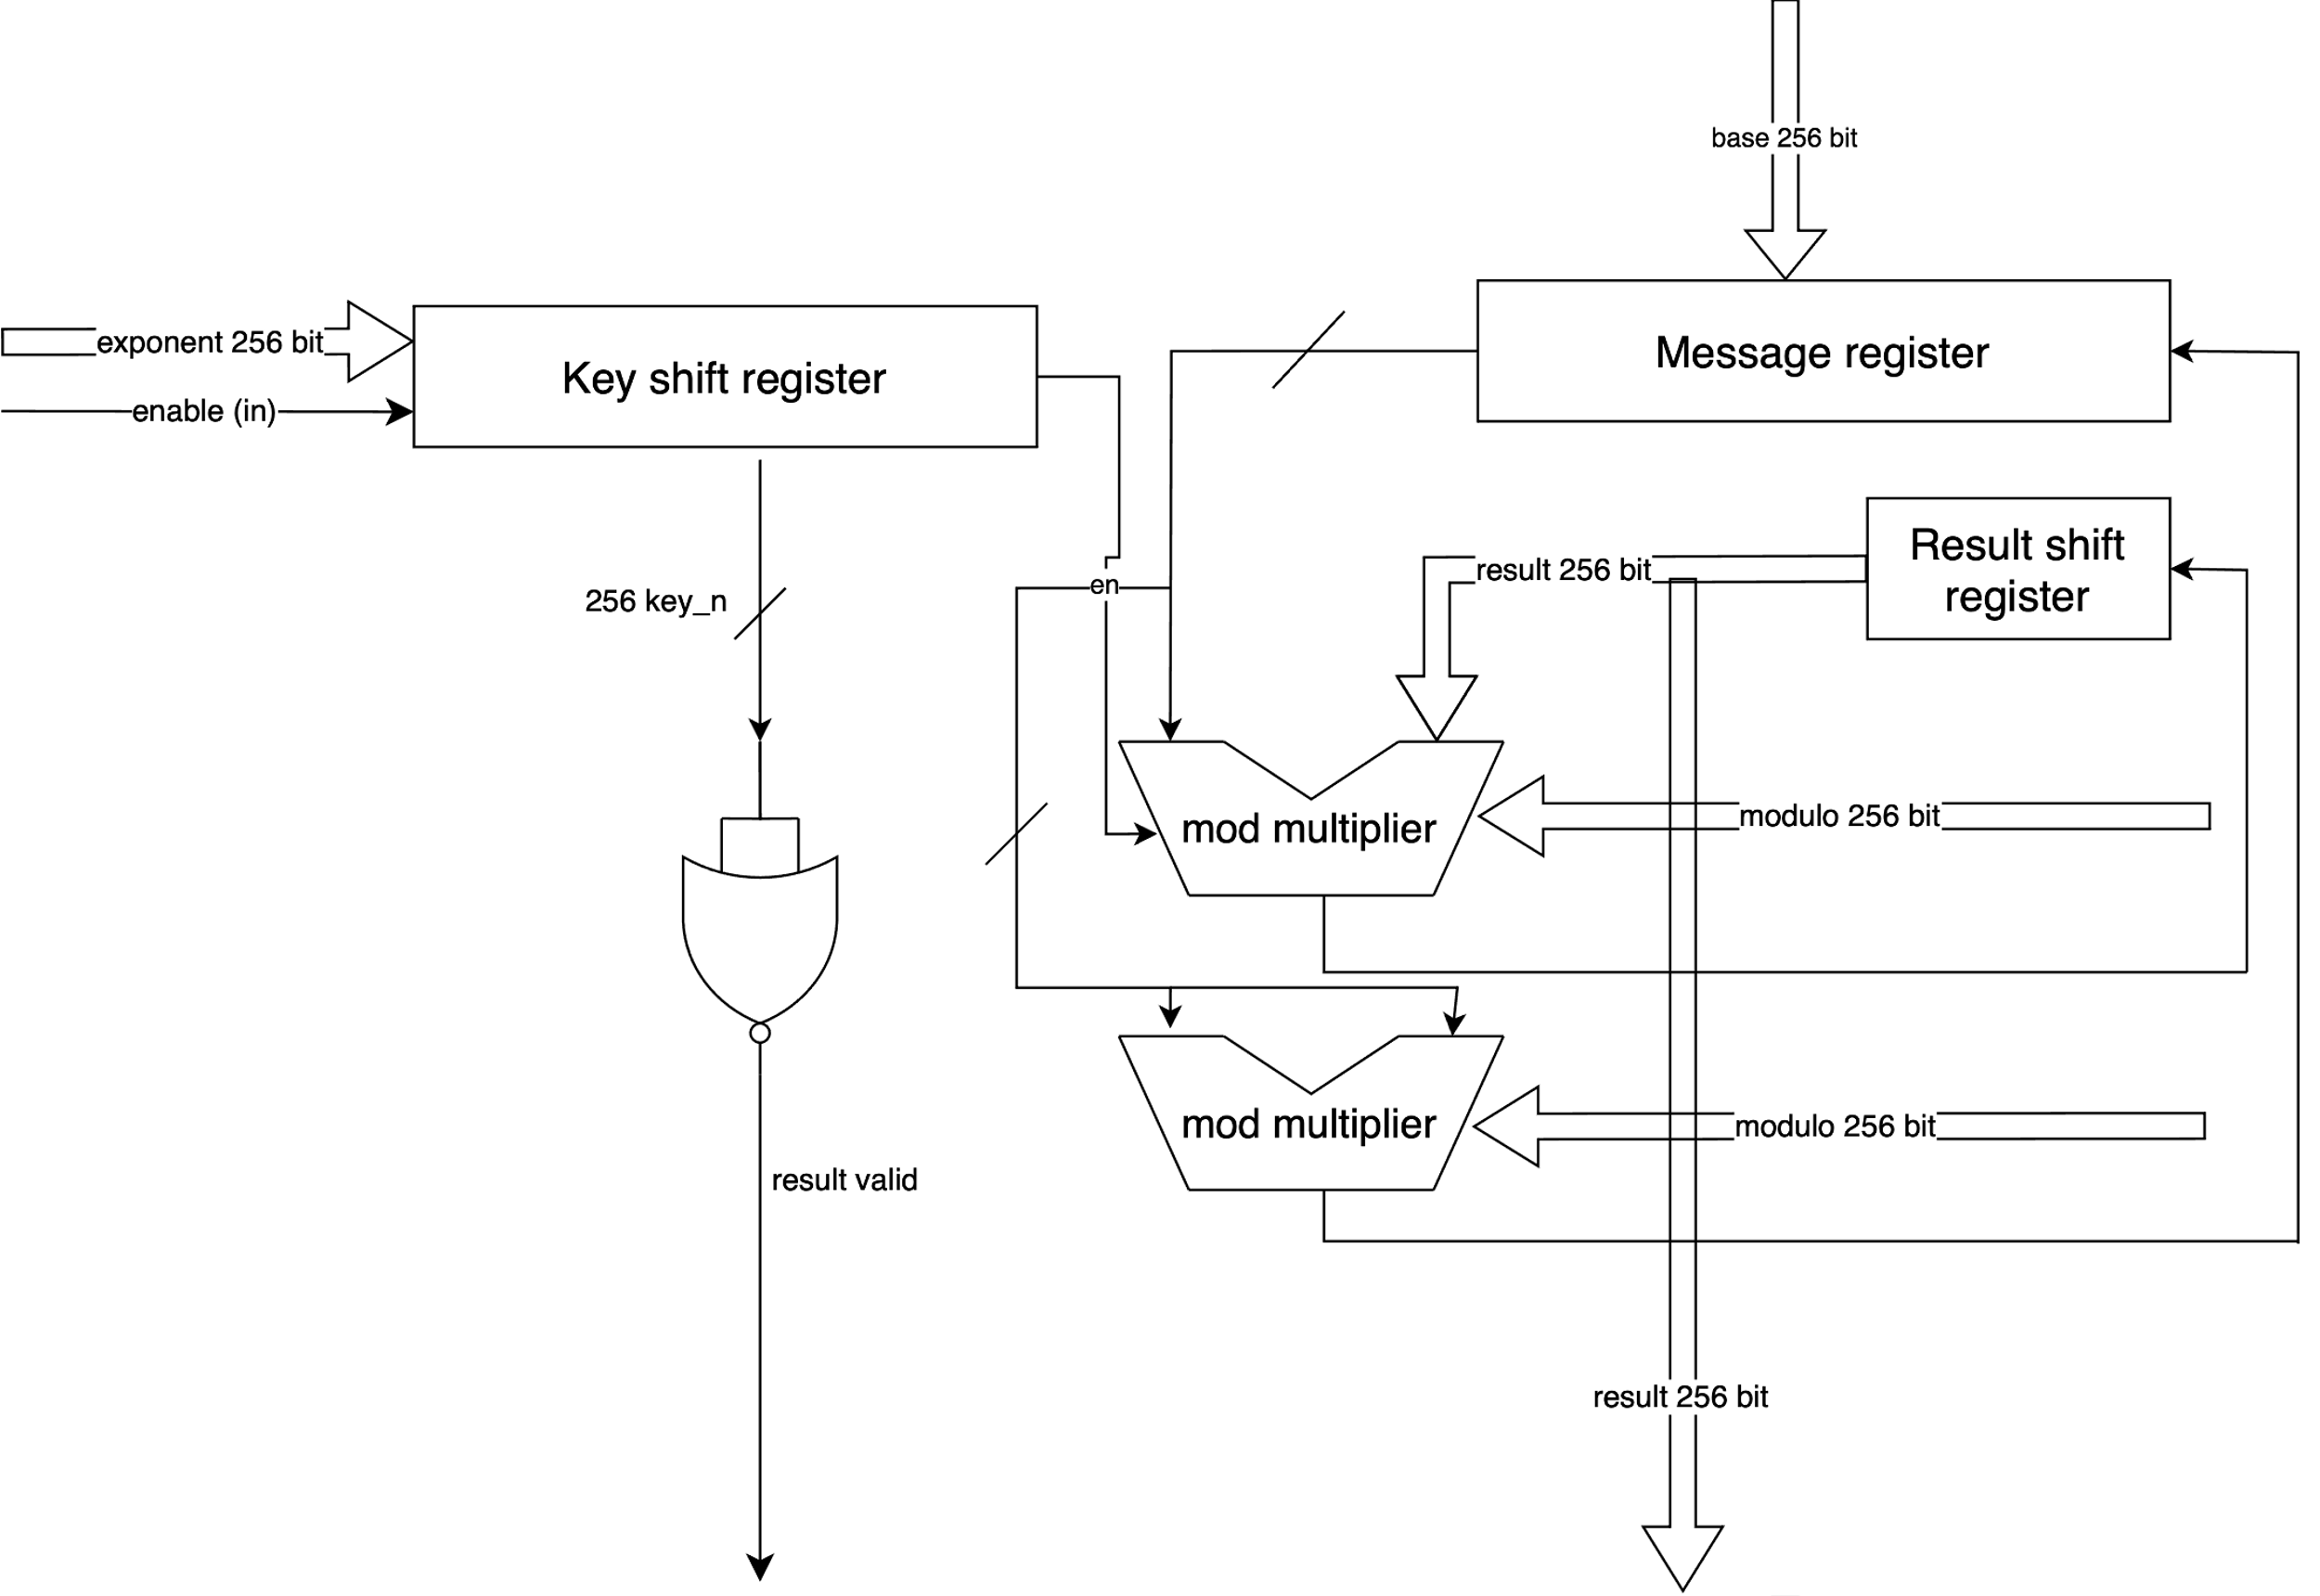 base 256 bit
exponent 256 bit
Key shift register
Message register
enable (in)
result 256 bit
Result shift
register
en
256 key_n
mod multiplier
modulo 256 bit
mod multiplier
modulo 256 bit
result valid
result 256 bit